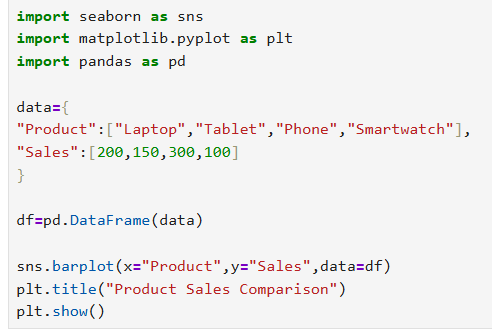 import seaborn as sns
import matplotlib.pyplot as plt
import pandas as pd
data={
"Product":["Laptop","Tablet","Phone","Smartwatch"],
"Sales":[200,150,300,100]
}
df=pd.DataFrame(data)
sns.barplot(x="Product",y="Sales",data=df)
plt.title("Product Sales Comparison")
plt.show()